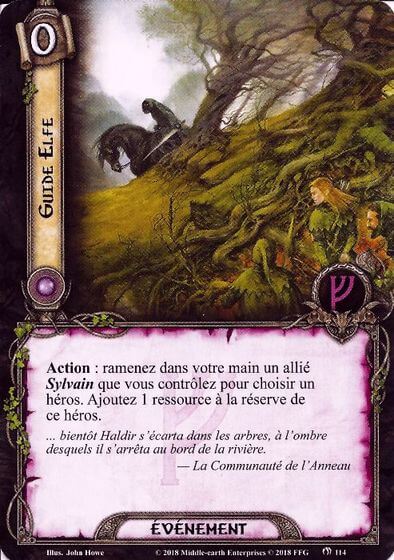 0
GUIDE ELFE
Action : ramenez dans votre main un allié
Sylvain que vous contrôlez pour choisir un
héros. Ajoutez 1 ressource à la réserve de
ce héros.
... bientôt Haldir s'écarta dans les arbres, à l'ombre
desquels il s'arrêta au bord de la rivière.
— La Communauté de l'Anneau
ÉVÉNEMENT
Illus. John Howe © 2018 Middle-earth Enterprises © 2018 FFG 114